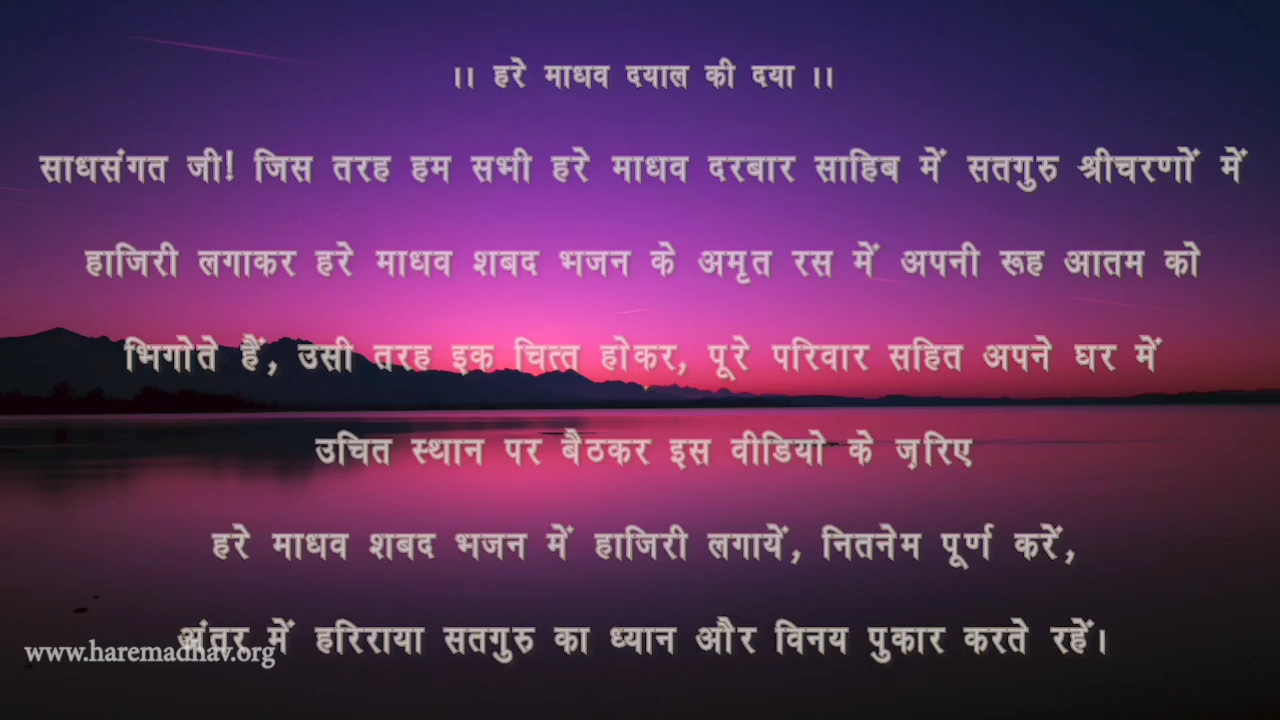 ।। हरे माधव दयाल की दया ।।
साधसंगत जी! जिस तरह हम सभी हरे माधव दरबार साहिब में सतगुरु श्रीचरणों में
हाजिरी लगाकर हरे माधव शबद भजन के अमृत रस में अपनी रूह आतम को
भिगोते हैं, उसी तरह इक चित्त होकर, पूरे परिवार सहित अपने घर में
उचित स्थान पर बैठकर इस वीडियो के ज़रिए
हरे माधव शबद भजन में हाजिरी लगायें, नितनेम पूर्ण करें,
अंतर में हरिराया सतगुरु का ध्यान और विनय पुकार करते रहें।
www.haremadhav.org